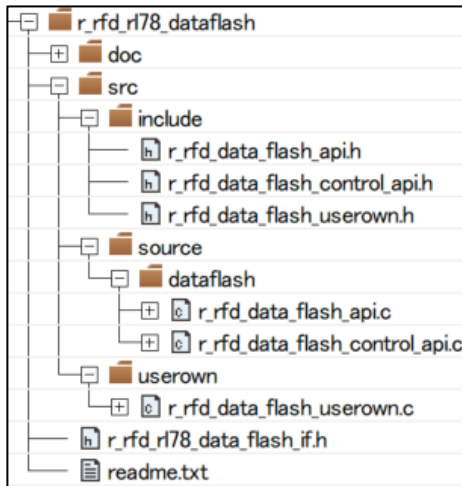 r_rfd_rl78_dataflash
doc
src
include
r_rfd_data_flash_api.h
r_rfd_data_flash_control_api.h
r_rfd_data_flash_userown.h
source
dataflash
r_rfd_data_flash_api.c
r_rfd_data_flash_control_api.c
userown
r_rfd_data_flash_userown.c
r_rfd_rl78_data_flash_if.h
readme.txt